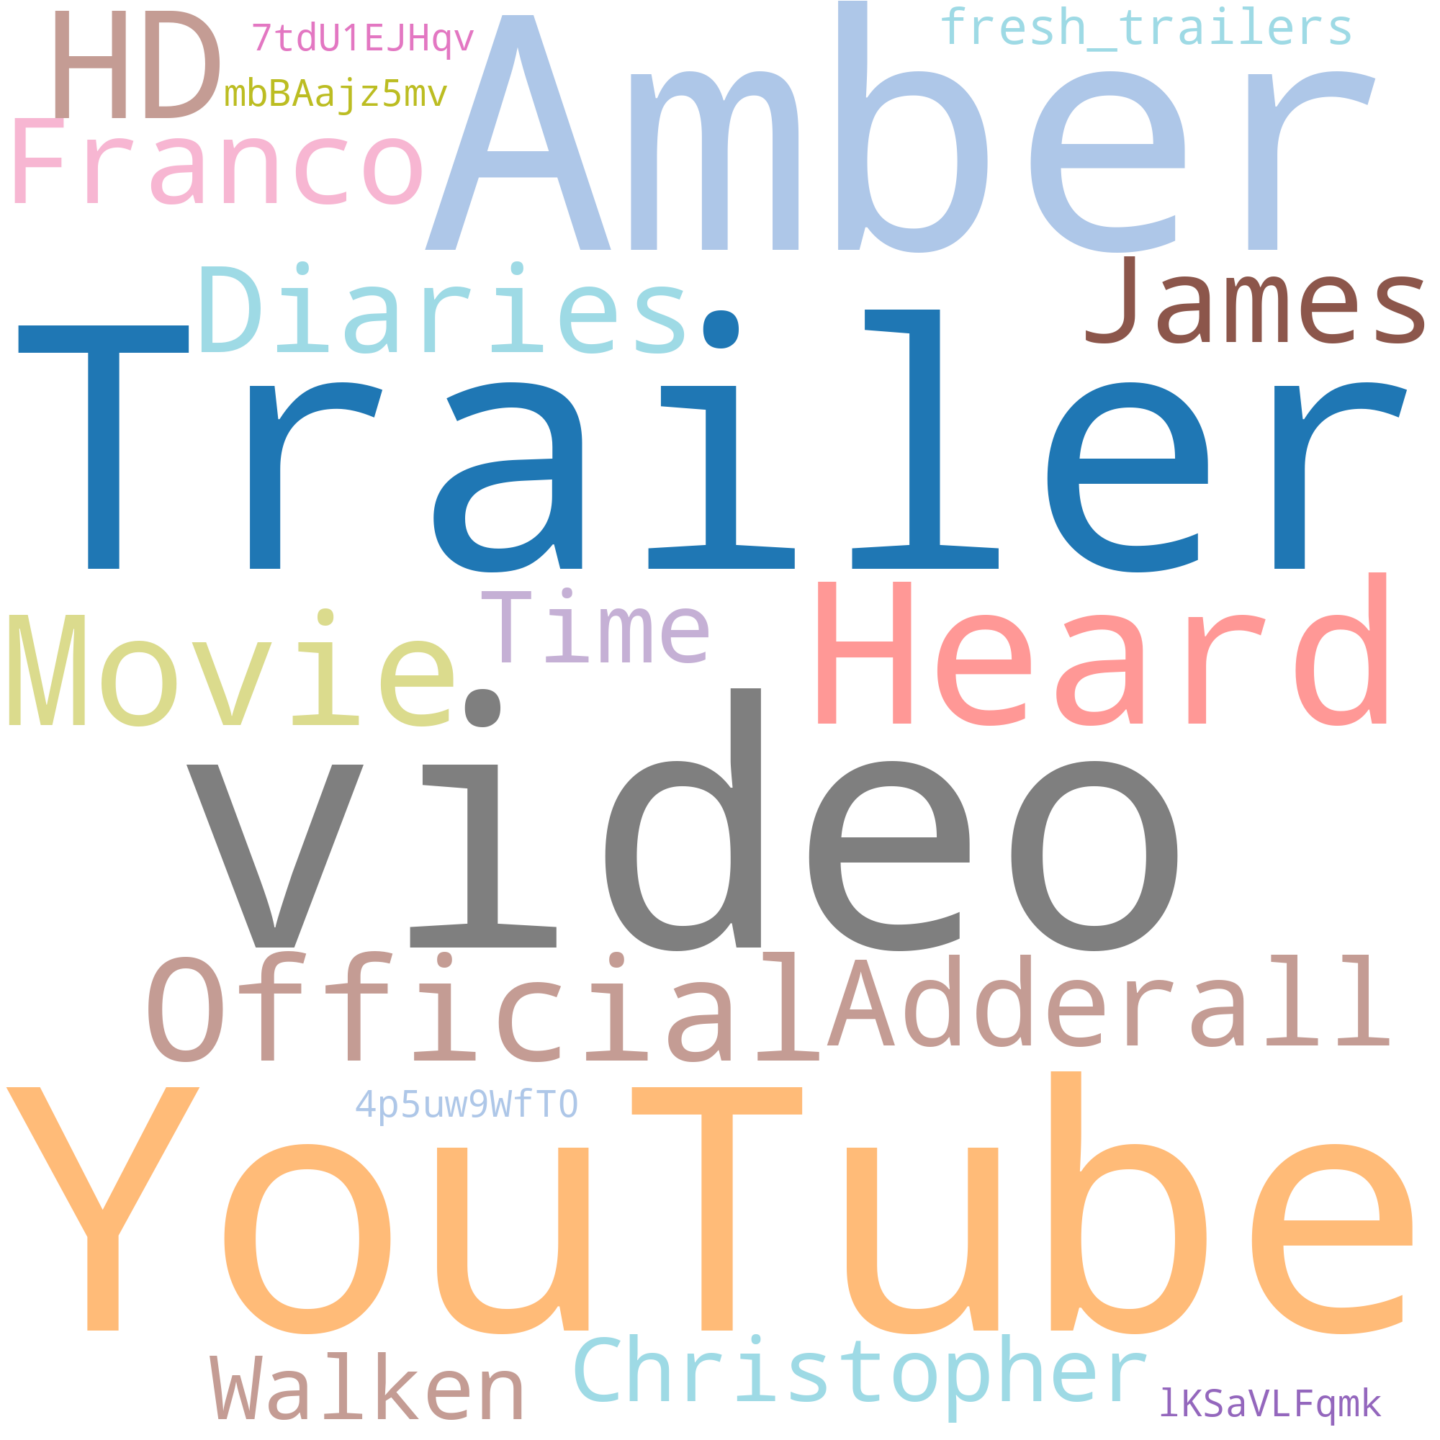 HD
7tdU1EJHqv
mbBAajz5mv
Amber
fresh_trailers
Franco
Diaries
James
Trailer
Movie
Time
Heard
video
Official
Adderall
4p5uw9WfTO
YouTube
Walken
Christopher
lKSaVLFqmk